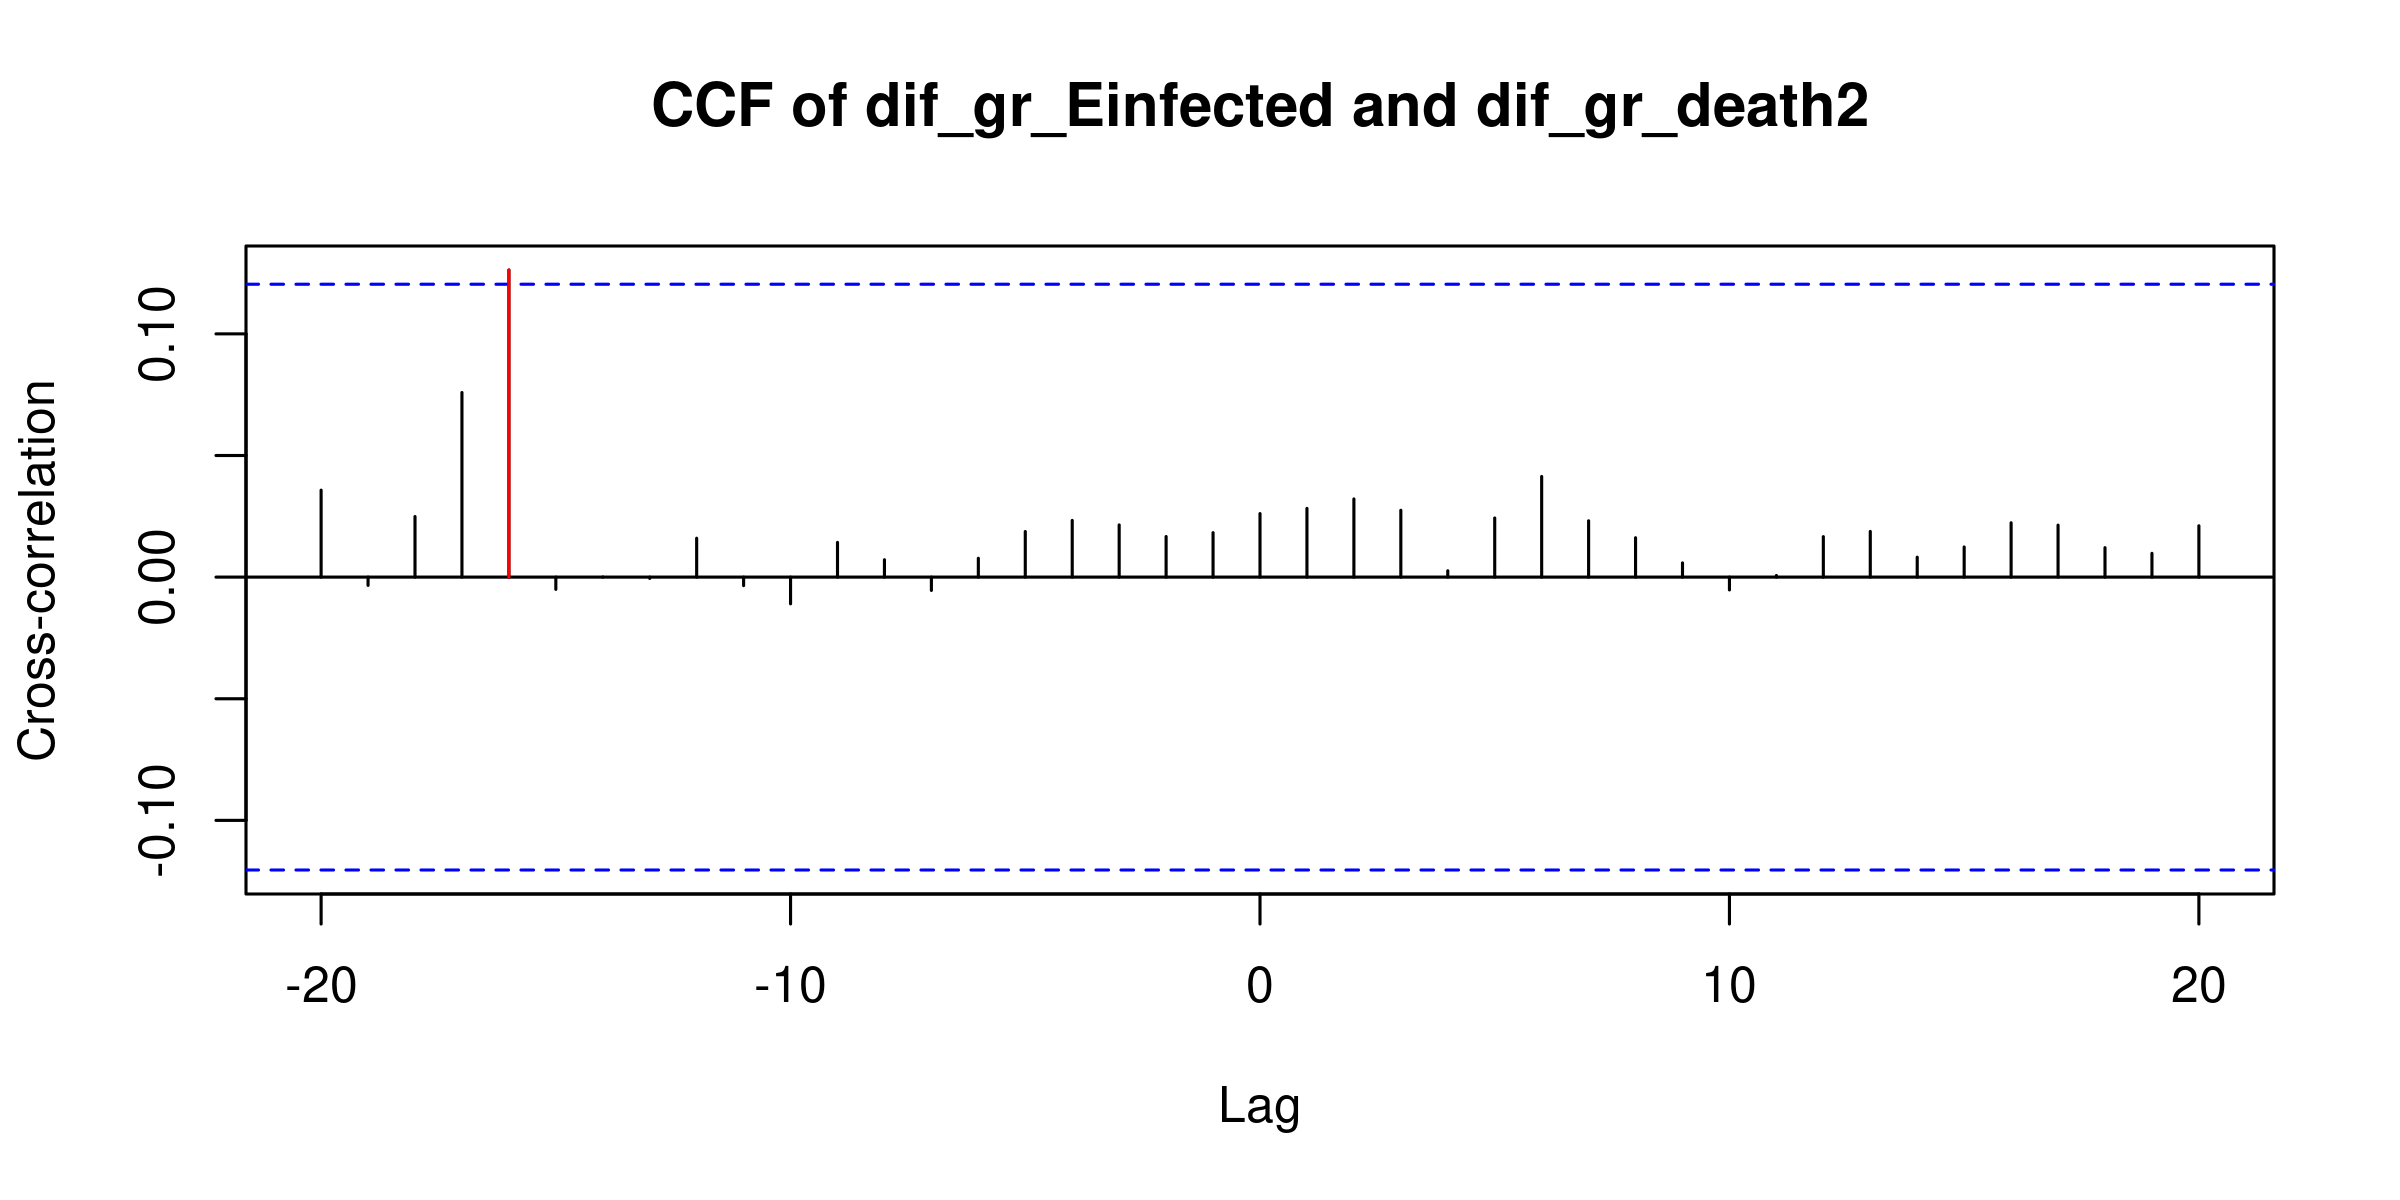 CCF of dif_gr_Einfected and dif_gr_death2
Cross-correlation
0.10
0.00
-0.10
-20 -10 0 10 20
Lag